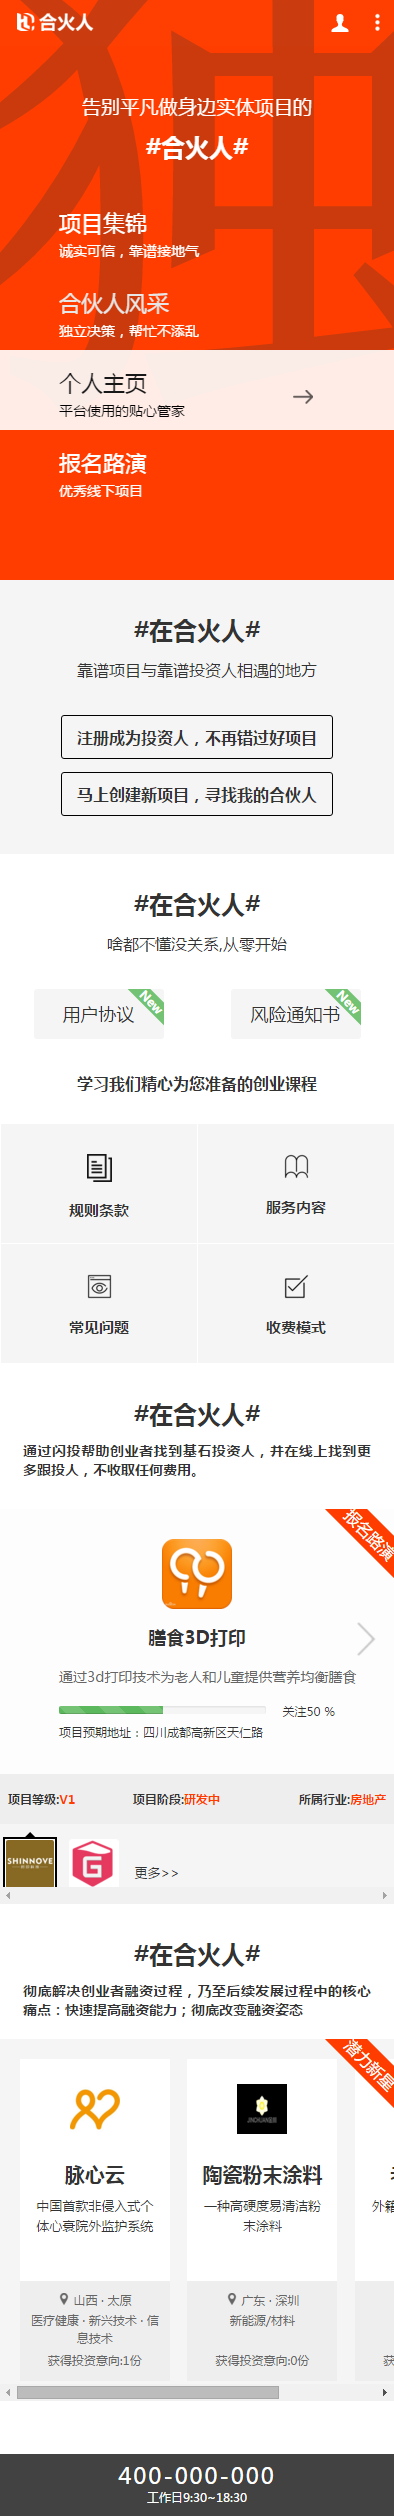 合火人
告别平凡做身边实体项目的
#合火人#
项目集锦
诚实可信，靠谱接地气
合伙人风采
独立决策，帮忙不添乱
个人主页
平台使用的贴心管家
报名路演
优秀线下项目
#在合火人#
靠谱项目与靠谱投资人相遇的地方
注册成为投资人，不再错过好项目
马上创建新项目，寻找我的合伙人
#在合火人#
啥都不懂没关系,从零开始
用户协议
New
风险通知书
New
学习我们精心为您准备的创业课程
规则条款
服务内容
常见问题
收费模式
#在合火人#
通过闪投帮助创业者找到基石投资人，并在线上找到更
多跟投人，不收取任何费用。
报名路演
膳食3D打印
通过3d打印技术为老人和儿童提供营养均衡膳食
关注50 %
项目预期地址：四川成都高新区天仁路
项目等级:V1
项目阶段:研发中
所属行业:房地产
SHINNOVE
G
更多>>
#在合火人#
彻底解决创业者融资过程，乃至后续发展过程中的核心
痛点：快速提高融资能力；彻底改变融资姿态
潜力新星
脉心云
中国首款非侵入式个
体心衰院外监护系统
山西 · 太原
医疗健康 · 新兴技术 · 信
息技术
获得投资意向:1份
陶瓷粉末涂料
一种高硬度易清洁粉
末涂料
广东 · 深圳
新能源/材料
获得投资意向:0份
外籍
获
400-000-000
工作日9:30~18:30